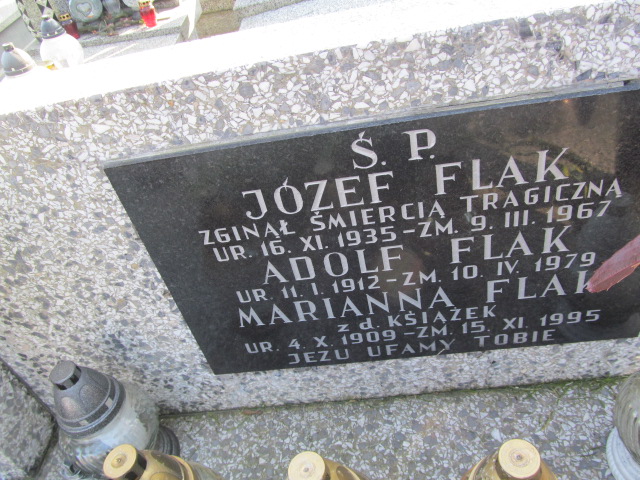 Ś. P.
JÓZEF FLAK
ZGINĄŁ ŚMIERCIĄ TRAGICZNĄ
UR. 16. XI. 1935 - ZM. 9. III. 1967
ADOLF FLAK
UR. 11. I. 1912 - ZM. 10. IV. 1979
MARIANNA FLAK
z d. KSIĄŻEK
UR. 4. X. 1909 - ZM. 15. XI. 1995
JEZU UFAMY TOBIE